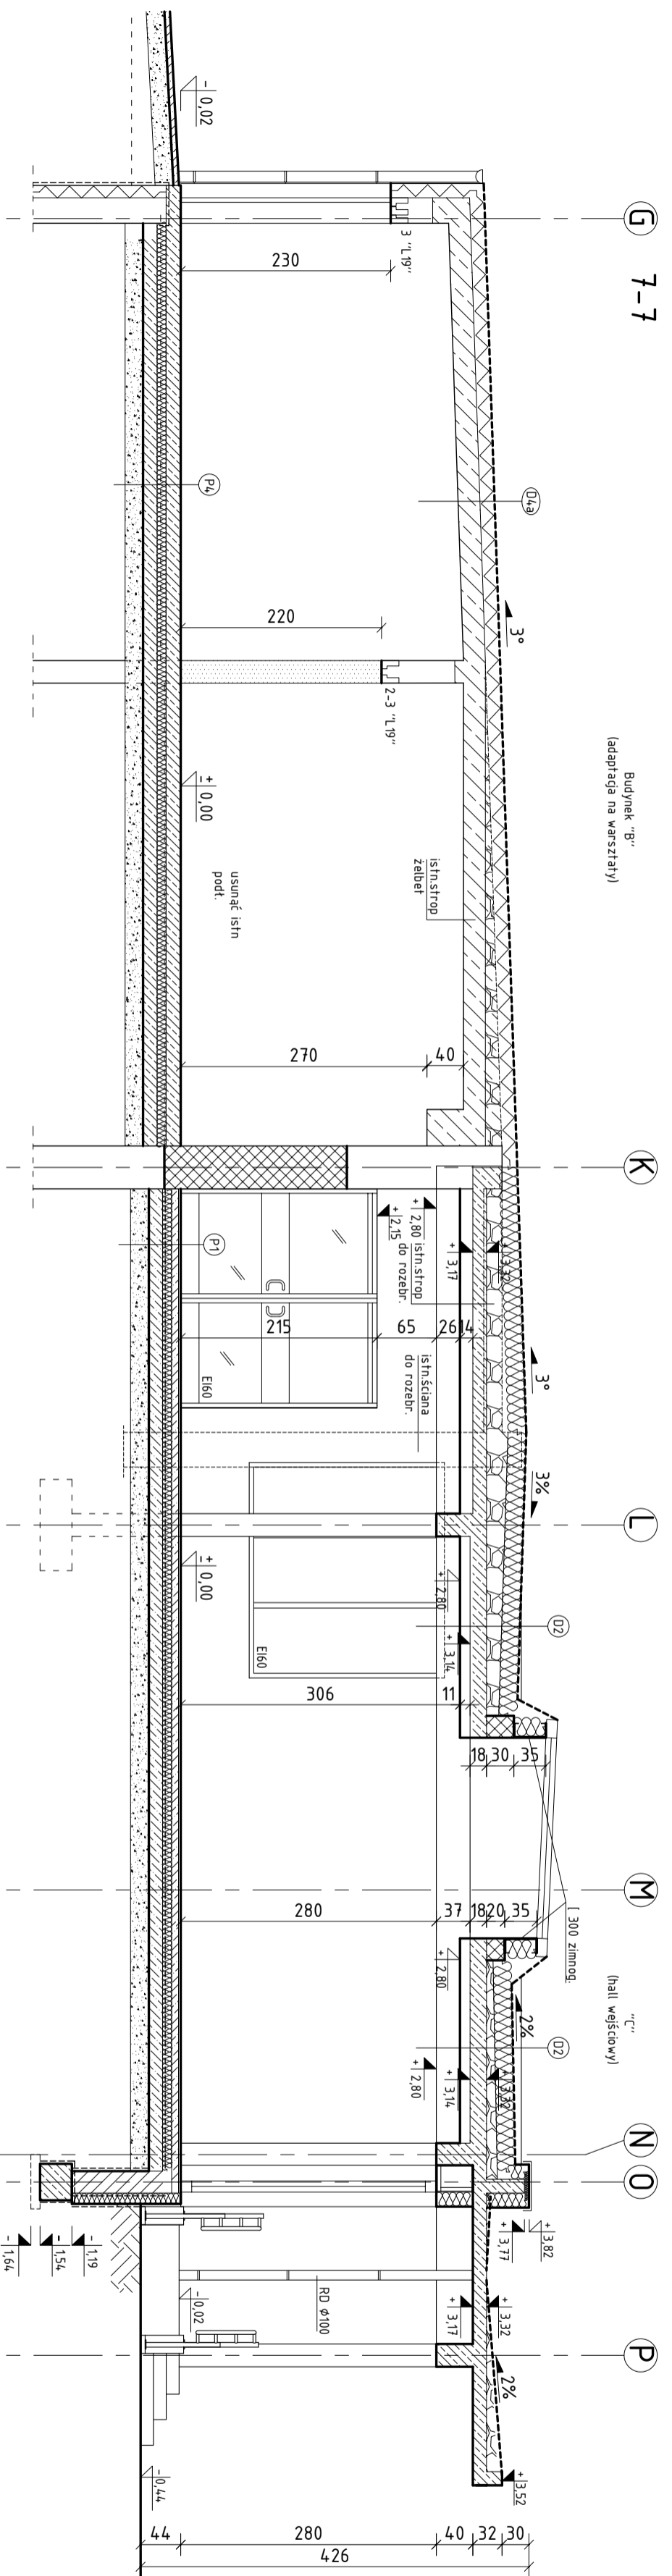 7-7
G
K
L
M
N
O
P
Budynek "B"
(adaptacja na warsztaty)
"C"
(hall wejściowy)
- 0,02
3 "L19"
230
P4
D4a
3°
220
2-3 "L19"
+ 0,00
usunąć istn
podł.
istn.strop
żelbet
270
40
+ 3,32
+ 3,17
+ 2,80
+ 2,15
istn.strop
do rozebr.
P1
215
65
26
14
EI60
istn.ściana
do rozebr.
3°
3%
+ 0,00
+ 2,80
+ 3,14
D2
EI60
306
11
18
30
35
280
37
18
20
35
[ 300 zimnog.
+ 2,80
2%
D2
+ 3,32
+ 3,14
+ 2,80
+ 3,82
+ 3,77
- 1,19
- 1,54
- 1,64
RD ø100
- 0,02
+ 3,32
+ 3,17
2%
+ 3,52
- 0,44
44
280
40
32
30
426